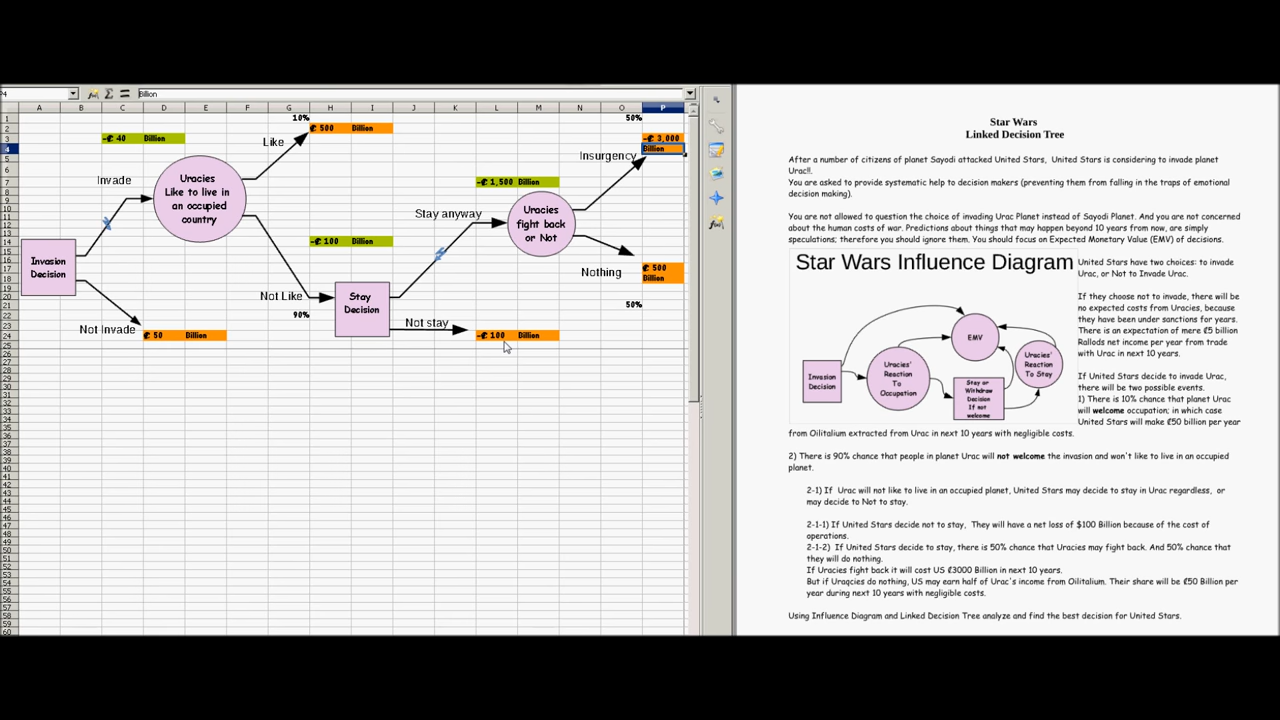 P4
Billion
A B C D E F G H I J K L M N O P
10%
50%
₡ 500 Billion
-₡ 40 Billion
-₡ 3,000
Billion
Like
Insurgency
Invade
Uracies
Like to live in
an occupied
country
-₡ 1,500 Billion
Stay anyway
Uracies
fight back
or Not
-₡ 100 Billion
Invasion
Decision
Nothing
₡ 500
Billion
Not Like
Stay
Decision
50%
90%
Not stay
Not Invade
₡ 50 Billion
-₡ 100 Billion
Star Wars
Linked Decision Tree
After a number of citizens of planet Sayodi attacked United Stars, United Stars is considering to invade planet
Urac!!.
You are asked to provide systematic help to decision makers (preventing them from falling in the traps of emotional
decision making).
You are not allowed to question the choice of invading Urac Planet instead of Sayodi Planet. And you are not concerned
about the human costs of war. Predictions about things that may happen beyond 10 years from now, are simply
speculations; therefore you should ignore them. You should focus on Expected Monetary Value (EMV) of decisions.
Star Wars Influence Diagram
Invasion
Decision
Uracies'
Reaction
To
Occupation
EMV
Stay or
Withdraw
Decision
If not
welcome
Uracies'
Reaction
To Stay
United Stars have two choices: to invade
Urac, or Not to Invade Urac.
If they choose not to invade, there will be
no expected costs from Uracies, because
they have been under sanctions for years.
There is an expectation of mere ₡5 billion
Rallods net income per year from trade
with Urac in next 10 years.
If United Stars decide to invade Urac,
there will be two possible events.
1) There is 10% chance that planet Urac
will welcome occupation; in which case
United Stars will make ₡50 billion per year
from Oilitalium extracted from Urac in next 10 years with negligible costs.
2) There is 90% chance that people in planet Urac will not welcome the invasion and won't like to live in an occupied
planet.
2-1) If Urac will not like to live in an occupied planet, United Stars may decide to stay in Urac regardless, or
may decide to Not to stay.
2-1-1) If United Stars decide not to stay, They will have a net loss of $100 Billion because of the cost of
operations.
2-1-2) If United Stars decide to stay, there is 50% chance that Uracies may fight back. And 50% chance that
they will do nothing.
If Uracies fight back it will cost US ₡3000 Billion in next 10 years.
But if Uraqcies do nothing, US may earn half of Urac's income from Oilitalium. Their share will be ₡50 Billion per
year during next 10 years with negligible costs.
Using Influence Diagram and Linked Decision Tree analyze and find the best decision for United Stars.